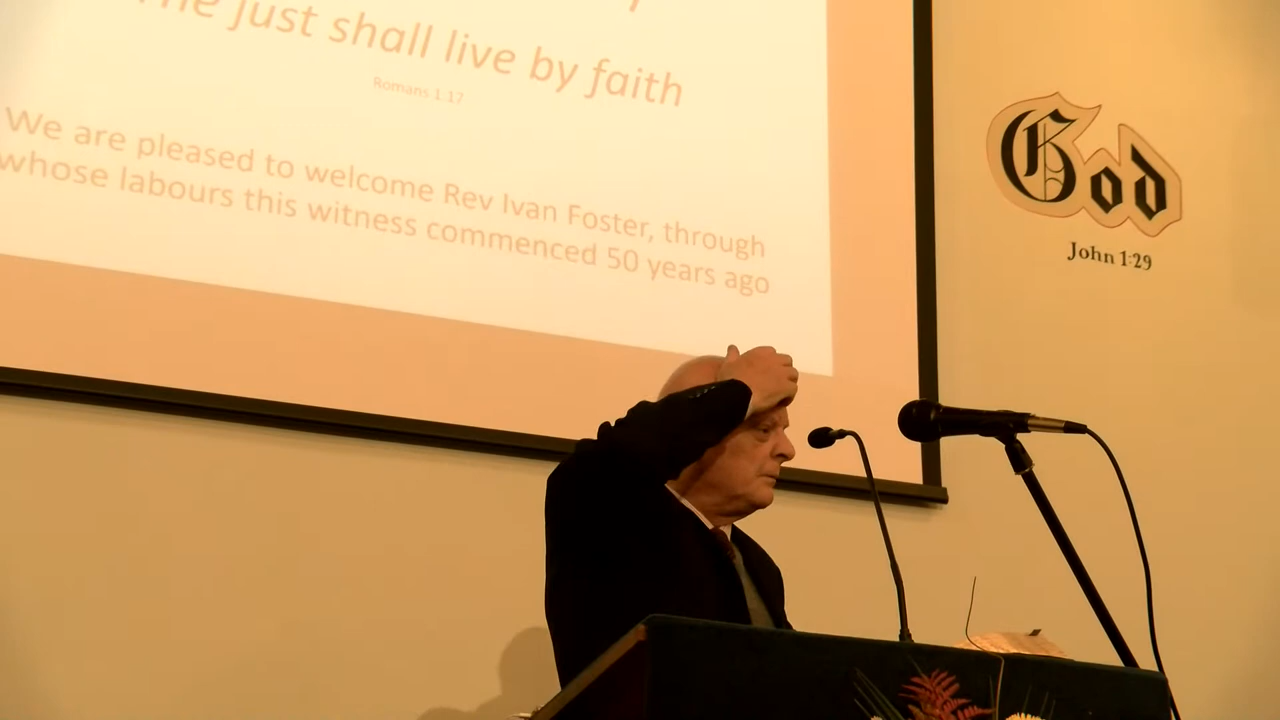 The just shall live by faith
Romans 1.17
We are pleased to welcome Rev Ivan Foster, through
whose labours this witness commenced 50 years ago
God
John 1:29